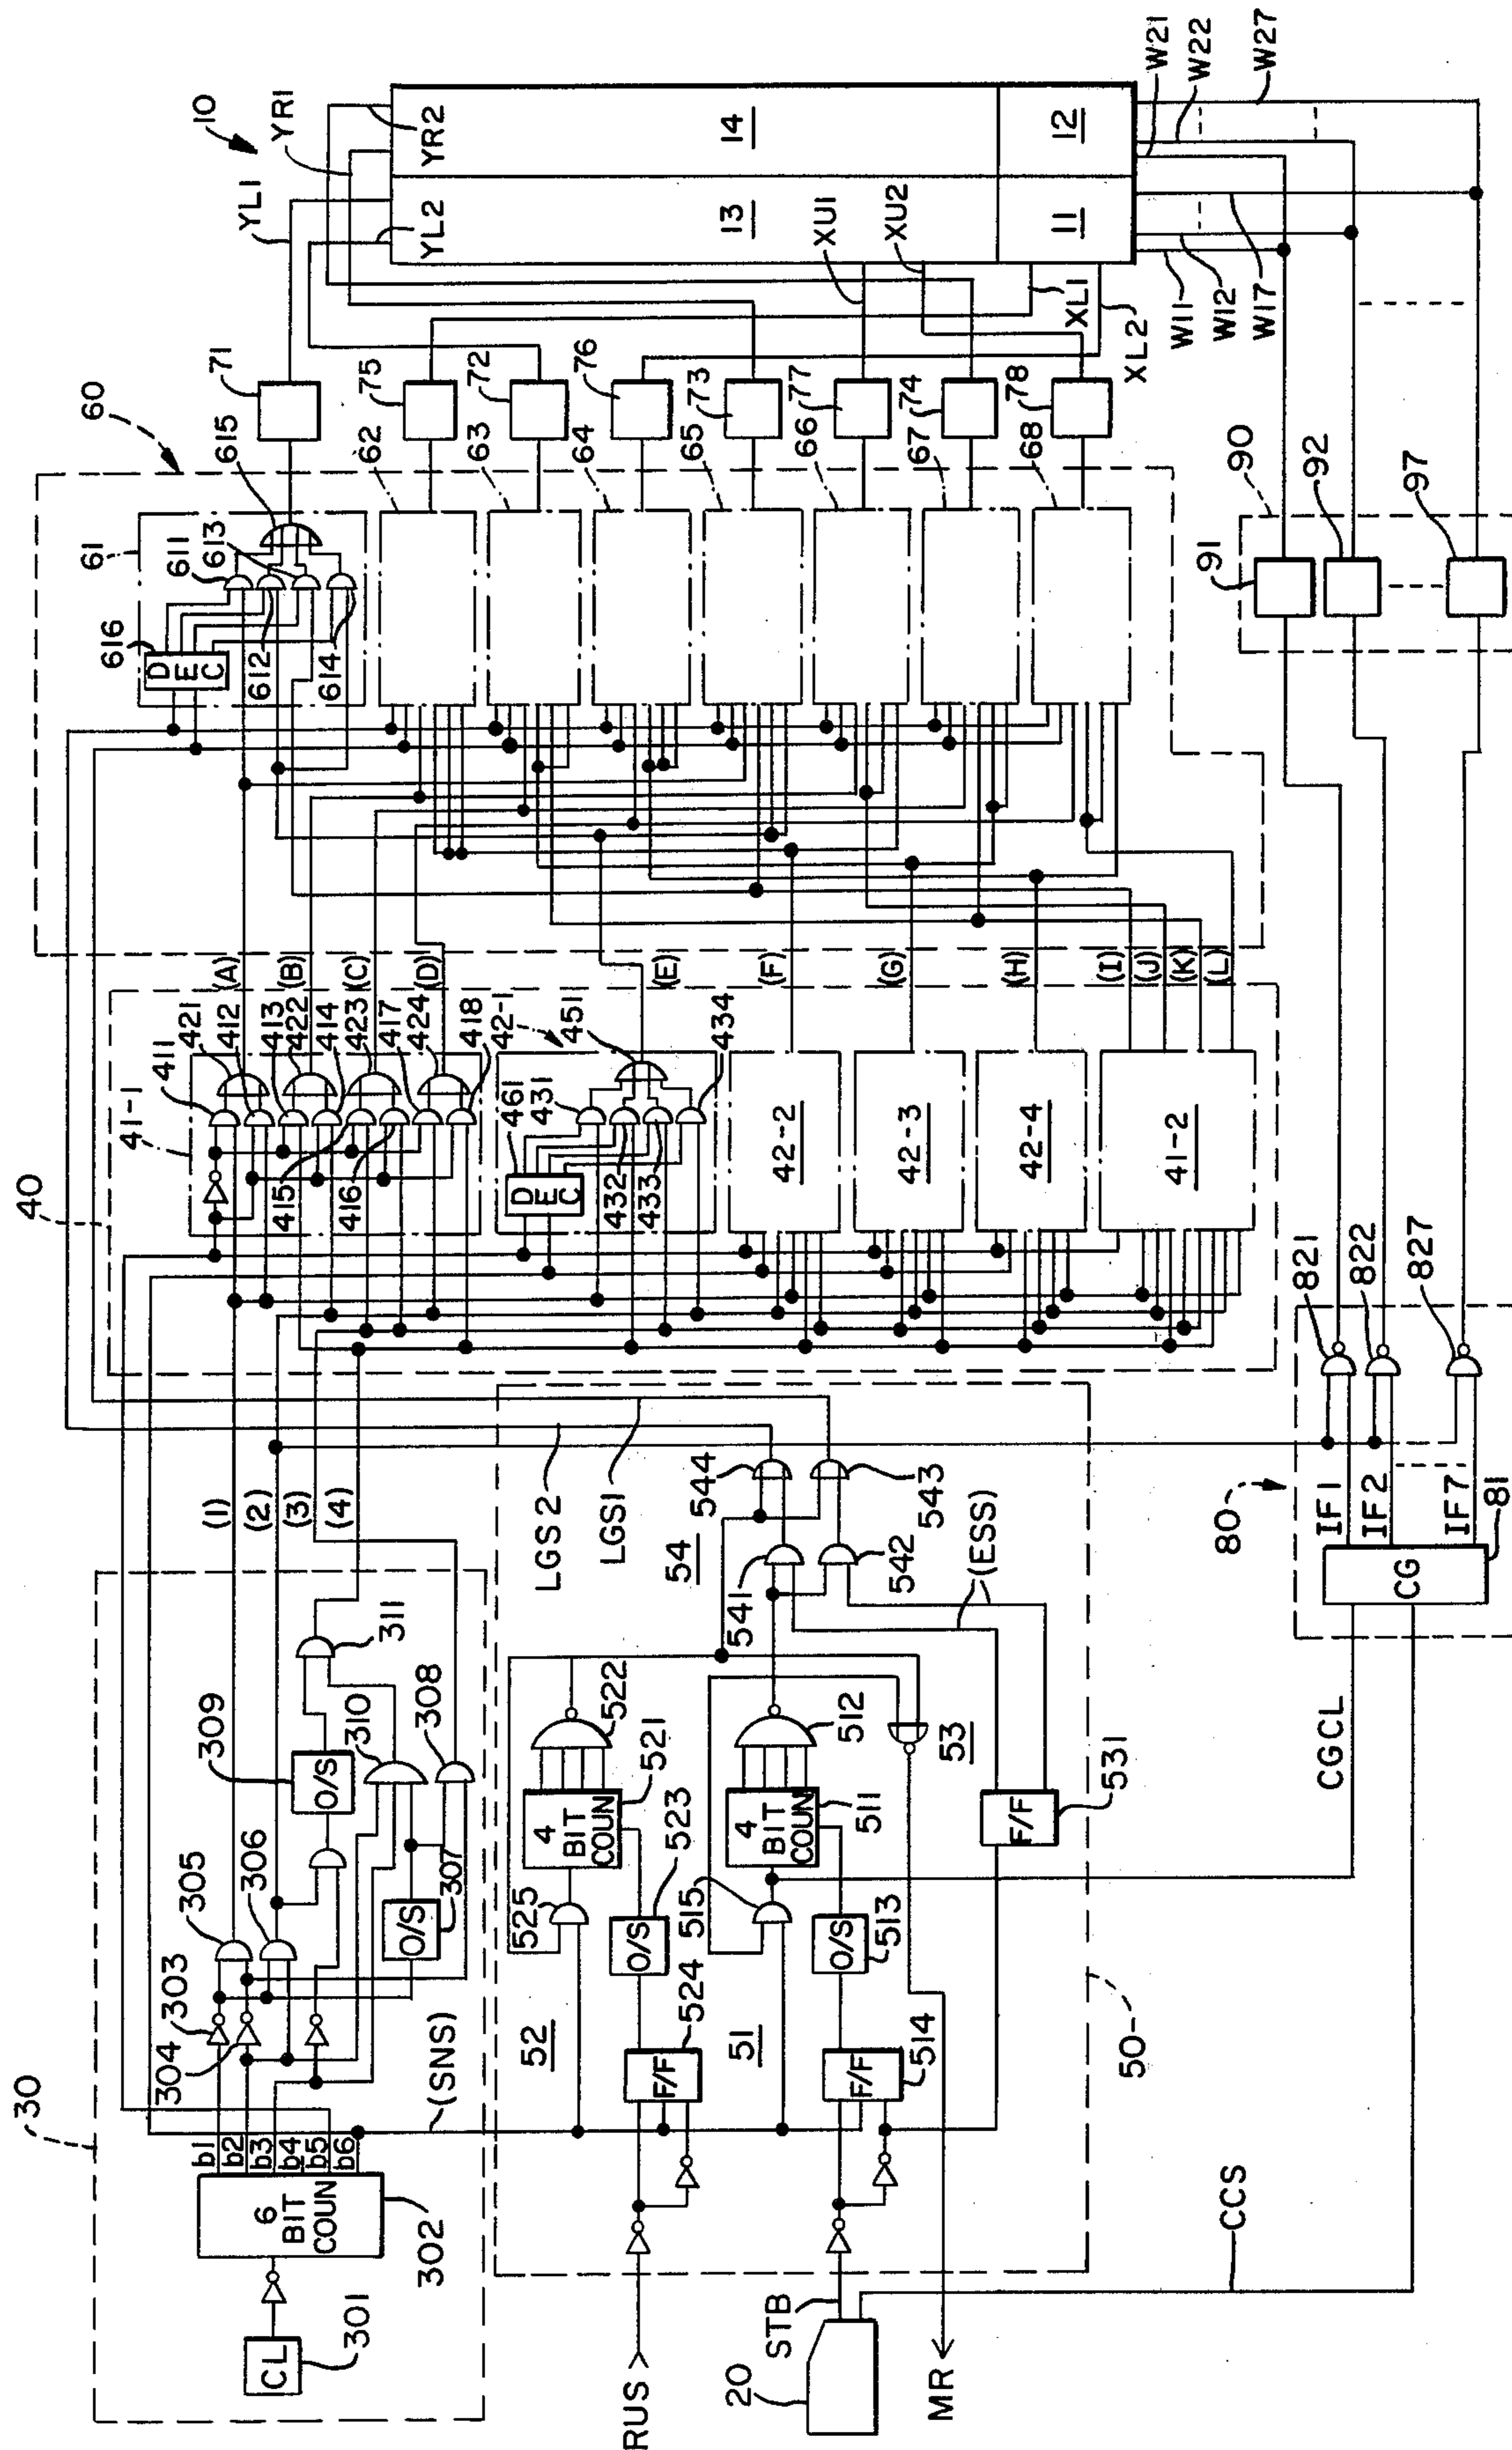 10
YL1
YR1
YL2
YR2
13
14
XU1
XU2
11
12
XL1
XL2
W11
W12
W17
W21
W22
W27
71
75
72
76
73
77
74
78
60
61
611
615
613
616
D
E
C
612
614
62
63
64
65
66
67
68
90
91
92
97
(A)
(B)
(C)
(D)
(E)
(F)
(G)
(H)
(I)
(J)
(K)
(L)
40
41-1
411
421
412
413
422
414
423
417
424
418
415
416
42-1
451
461
D
E
C
431
432
433
434
42-2
42-3
42-4
41-2
80
821
822
827
IF1
IF2
IF7
CG
81
(1)
(2)
(3)
(4)
LGS2
LGS1
30
CL
301
6
BIT
COUN
302
b1
b2
b3
b4
b5
b6
303
304
305
306
O/S
307
309
O/S
310
308
311
(SNS)
50
RUS
52
F/F
524
O/S
523
525
4
BIT
COUN
521
522
STB
20
MR
51
F/F
514
O/S
513
515
4
BIT
COUN
511
512
53
F/F
531
54
541
542
543
544
(ESS)
CGCL
CCS